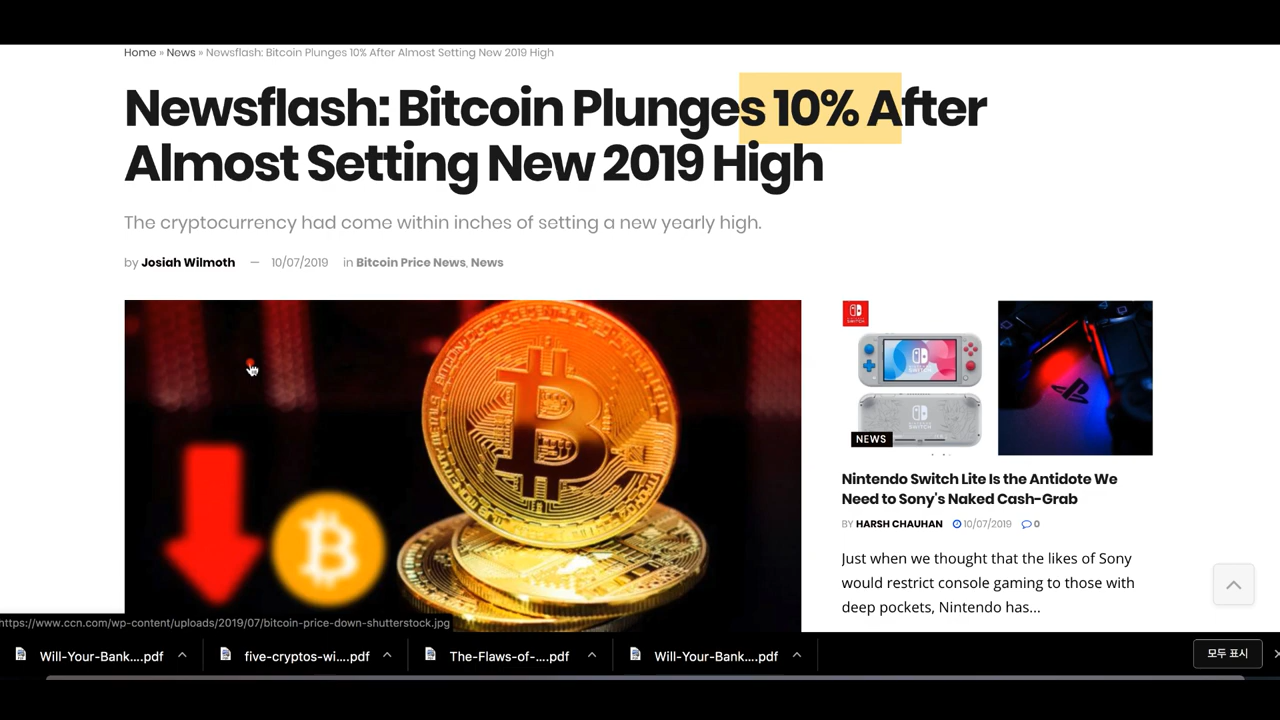 Home » News » Newsflash: Bitcoin Plunges 10% After Almost Setting New 2019 High
Newsflash: Bitcoin Plunges 10% After
Almost Setting New 2019 High
The cryptocurrency had come within inches of setting a new yearly high.
by Josiah Wilmoth — 10/07/2019 in Bitcoin Price News, News
BITCOIN
NEWS
Nintendo Switch Lite Is the Antidote We
Need to Sony's Naked Cash-Grab
BY HARSH CHAUHAN 10/07/2019 0
Just when we thought that the likes of Sony
would restrict console gaming to those with
deep pockets, Nintendo has...
https://www.ccn.com/wp-content/uploads/2019/07/bitcoin-price-down-shutterstock.jpg
Will-Your-Bank....pdf
five-cryptos-wi....pdf
The-Flaws-of-....pdf
Will-Your-Bank....pdf
모두 표시